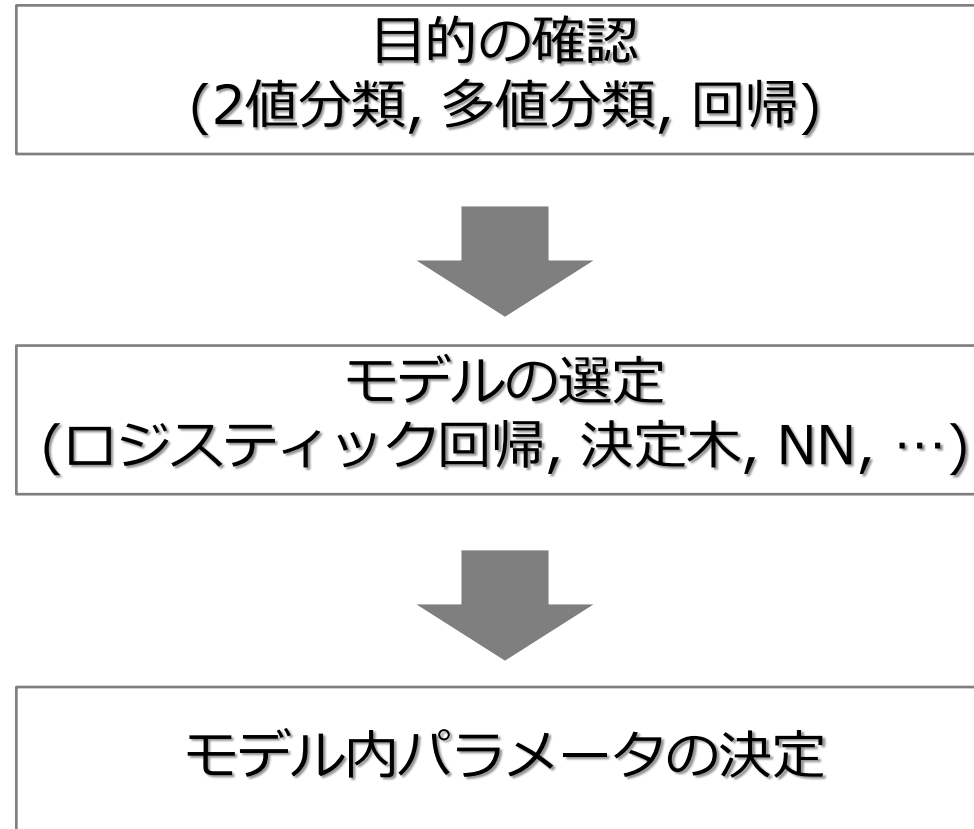 目的の確認
(2値分類, 多値分類, 回帰)
モデルの選定
(ロジスティック回帰, 決定木, NN, …)
モデル内パラメータの決定